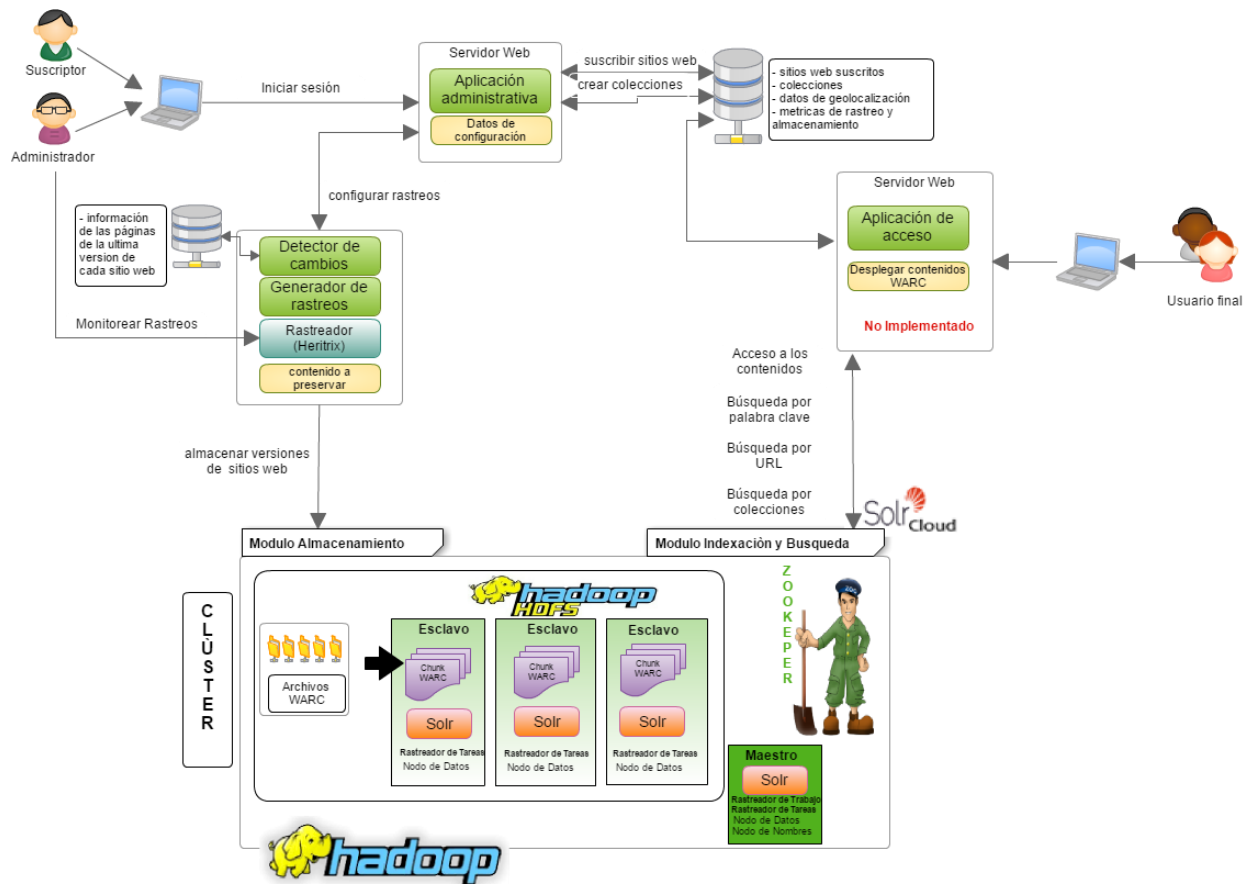 Suscriptor
Administrador
Iniciar sesión
Servidor Web
Aplicación
administrativa
Datos de
configuración
suscribir sitios web
crear colecciones
- sitios web suscritos
- colecciones
- datos de geolocalización
- metricas de rastreo y
almacenamiento
configurar rastreos
- información
de las páginas
de la ultima
version de
cada sitio web
Detector de
cambios
Generador de
rastreos
Rastreador
(Heritrix)
contenido a
preservar
Monitorear Rastreos
Servidor Web
Aplicación de
acceso
Desplegar contenidos
WARC
No Implementado
Usuario final
almacenar versiones
de sitios web
Acceso a los
contenidos
Búsqueda por
palabra clave
Búsqueda por
URL
Búsqueda por
colecciones
Solr
Cloud
Modulo Almacenamiento
Modulo Indexaciòn y Busqueda
CLÙSTER
hadoop
HDFS
Archivos
WARC
Esclavo
Chunk
WARC
Solr
Rastreador de Tareas
Nodo de Datos
Esclavo
Chunk
WARC
Solr
Rastreador de Tareas
Nodo de Datos
Esclavo
Chunk
WARC
Solr
Rastreador de Tareas
Nodo de Datos
ZOOKEPER
ZOO
Maestro
Solr
Rastreador de Trabajo
Rastreador de Tareas
Nodo de Datos
Nodo de Nombres
hadoop